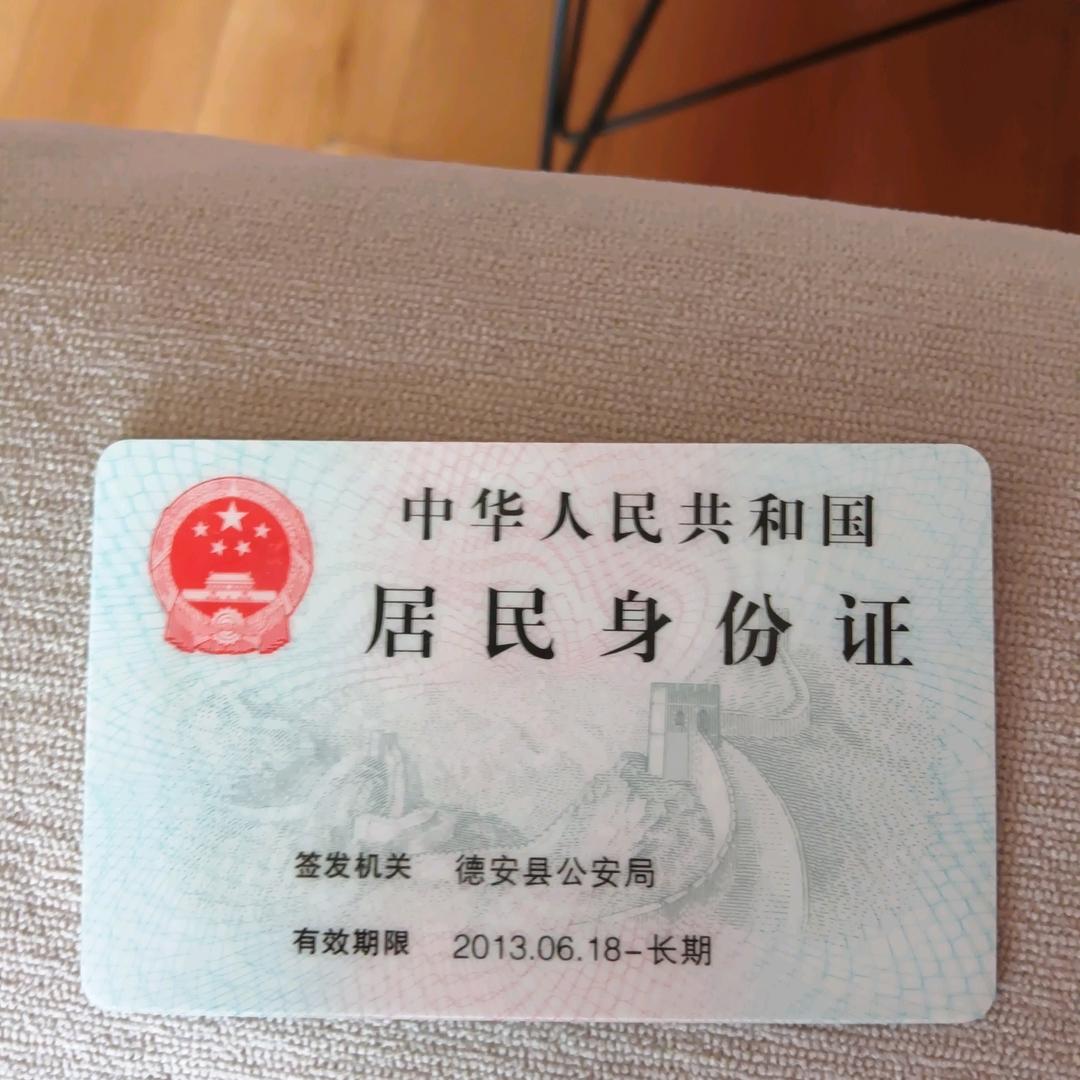 中华人民共和国
居民身份证
签发机关 德安县公安局
有效期限 2013.06.18-长期